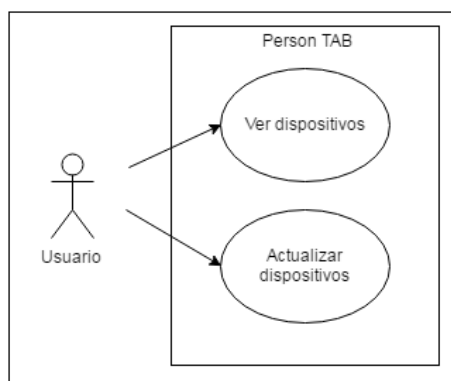 Person TAB
Ver dispositivos
Usuario
Actualizar
dispositivos